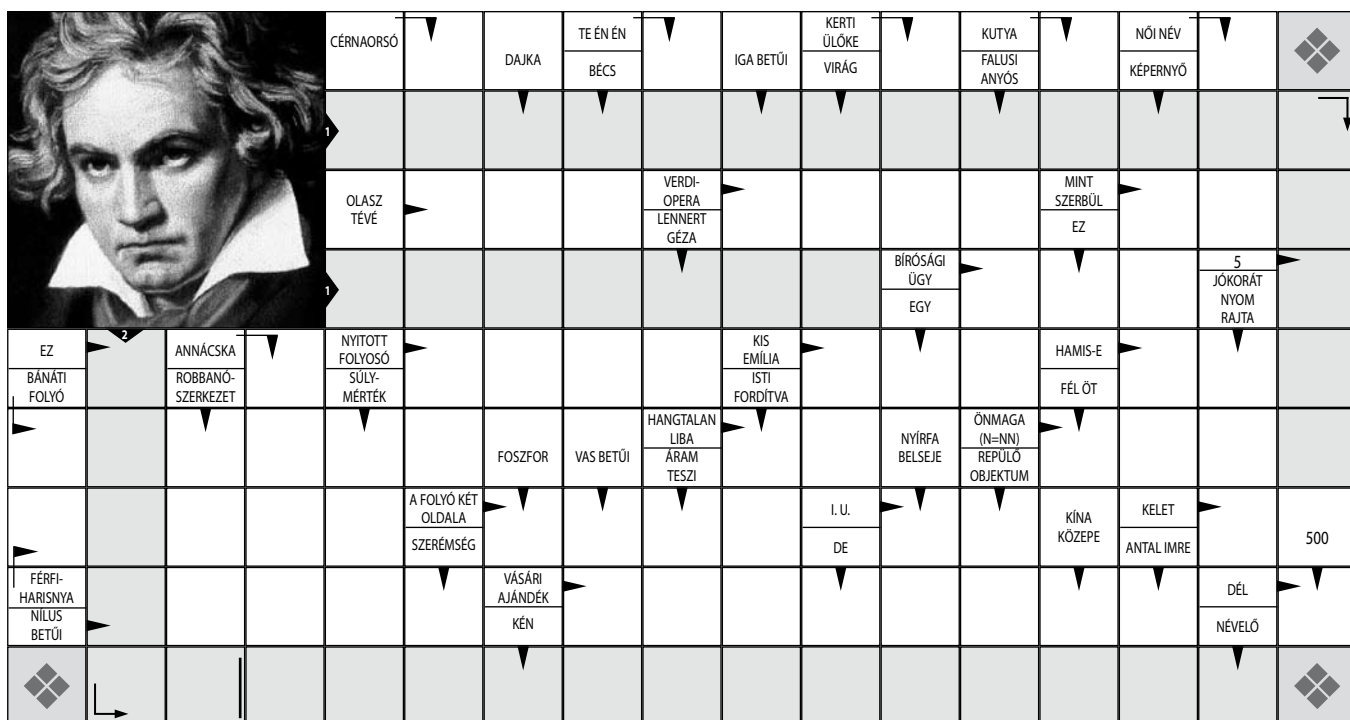 CÉRNAORSÓ
DAJKA
TE ÉN ÉN
BÉCS
IGA BETŰI
KERTI
ÜLŐKE
VIRÁG
KUTYA
FALUSI
ANYÓS
NŐI NÉV
KÉPERNYŐ
1
OLASZ
TÉVÉ
VERDI-
OPERA
LENNERT
GÉZA
MINT
SZERBÜL
EZ
1
BÍRÓSÁGI
ÜGY
EGY
5
JÓKORÁT
NYOM
RAJTA
EZ
BÁNÁTI
FOLYÓ
2
ANNÁCSKA
ROBBANÓ-
SZERKEZET
NYITOTT
FOLYOSÓ
SÚLY-
MÉRTÉK
KIS
EMÍLIA
ISTI
FORDÍTVA
HAMIS-E
FÉL ÖT
FOSZFOR
VAS BETŰI
HANGTALAN
LIBA
ÁRAM
TESZI
NYÍRFA
BELSEJE
ÖNMAGA
(N=NN)
REPÜLŐ
OBJEKTUM
A FOLYÓ KÉT
OLDALA
SZERÉMSÉG
I. U.
DE
KÍNA
KÖZEPE
KELET
ANTAL IMRE
500
FÉRFI-
HARISNYA
NÍLUS
BETŰI
VÁSÁRI
AJÁNDÉK
KÉN
DÉL
NÉVELŐ